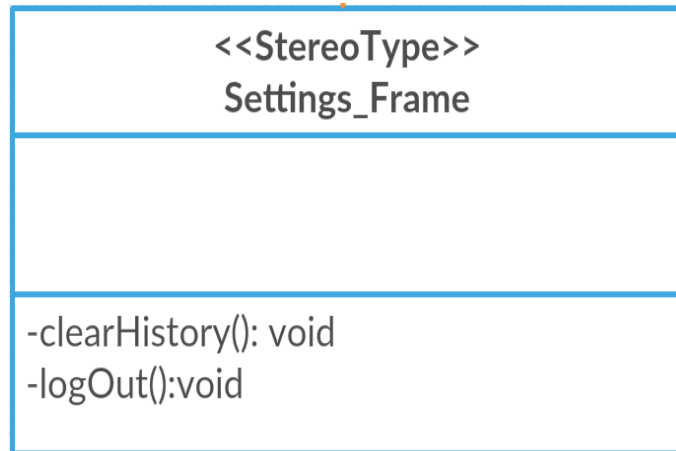 <<StereoType>>
Settings_Frame
-clearHistory(): void
-logOut():void